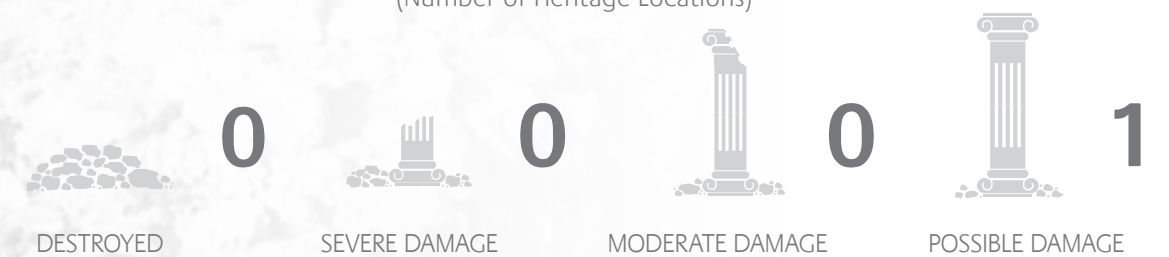 (Number of Heritage Locations)
0 0 0 1
DESTROYED SEVERE DAMAGE MODERATE DAMAGE POSSIBLE DAMAGE